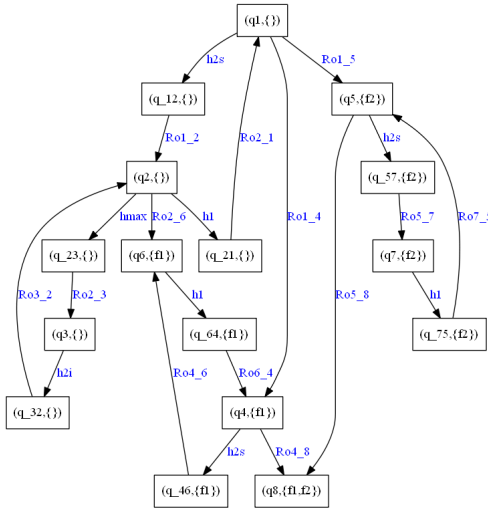 (q1,{})
h2s
Ro1_5
(q_12,{})
(q5,{f2})
Ro1_2
Ro2_1
h2s
(q2,{})
(q_57,{f2})
hmax
Ro2_6
h1
Ro1_4
Ro5_7
Ro7_5
(q_23,{})
(q6,{f1})
(q_21,{})
(q7,{f2})
Ro3_2
Ro2_3
h1
Ro5_8
h1
(q3,{})
(q_64,{f1})
(q_75,{f2})
h2i
Ro4_6
Ro6_4
(q_32,{})
(q4,{f1})
h2s
Ro4_8
(q_46,{f1})
(q8,{f1,f2})